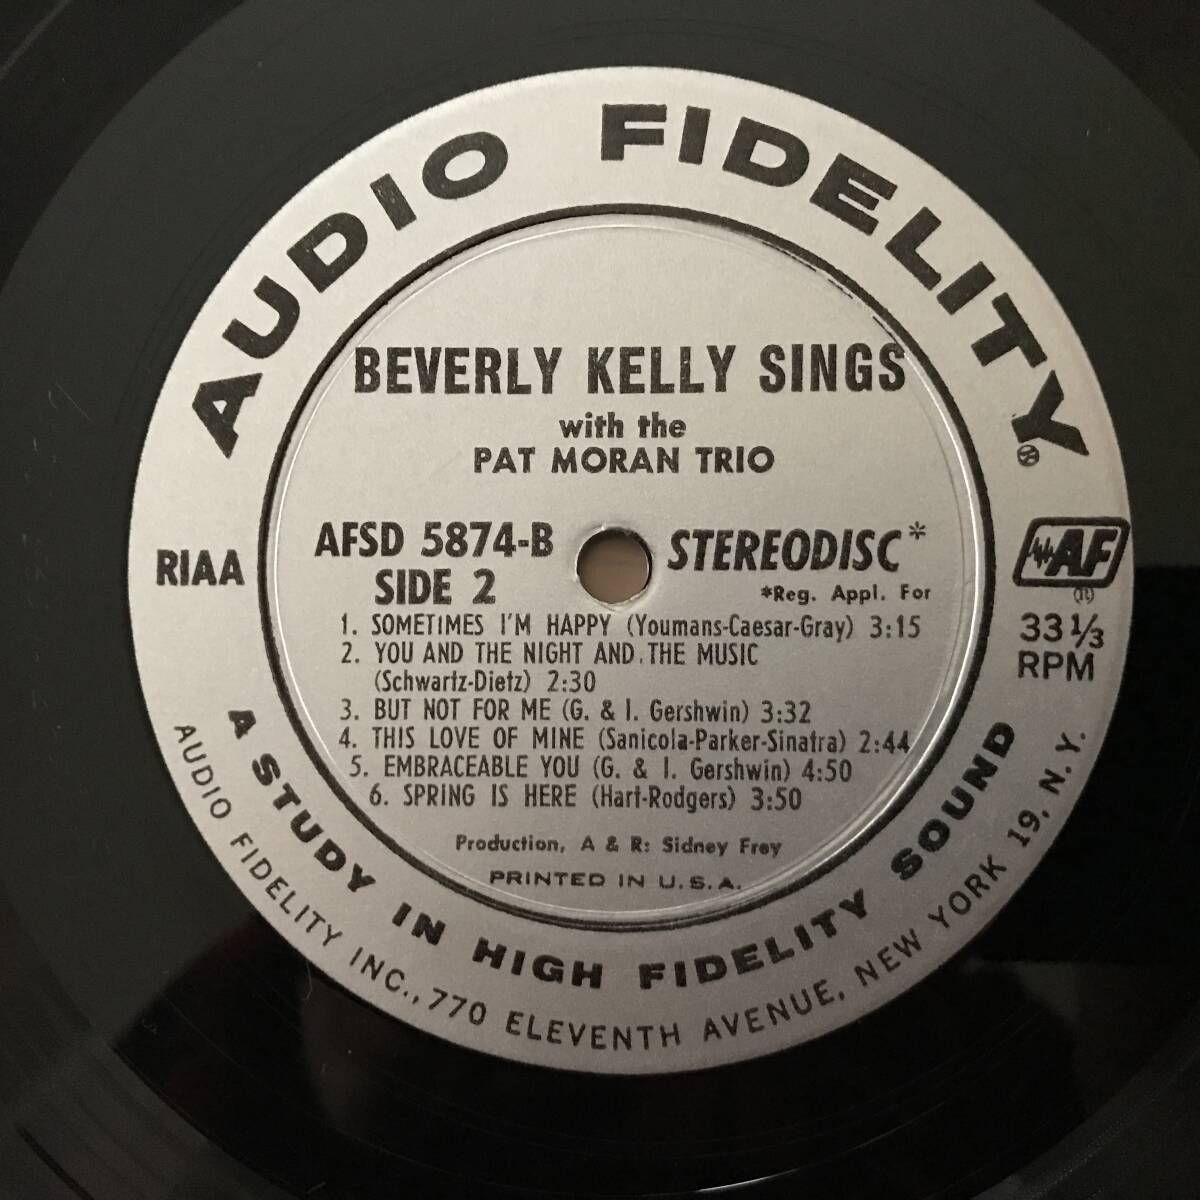 AUDIO FIDELITY
BEVERLY KELLY SINGS
with the
PAT MORAN TRIO
AFSD 5874-B
SIDE 2
STEREODISC*
*Reg. Appl. For
RIAA
AF
33 1/3
RPM
1. SOMETIMES I'M HAPPY (Youmans-Caesar-Gray) 3:15
2. YOU AND THE NIGHT AND THE MUSIC
(Schwartz-Dietz) 2:30
3. BUT NOT FOR ME (G. & I. Gershwin) 3:32
4. THIS LOVE OF MINE (Sanicola-Parker-Sinatra) 2:44
5. EMBRACEABLE YOU (G. & I. Gershwin) 4:50
6. SPRING IS HERE (Hart-Rodgers) 3:50
Production, A & R: Sidney Frey
PRINTED IN U.S.A.
A STUDY IN HIGH FIDELITY SOUND
AUDIO FIDELITY INC., 770 ELEVENTH AVENUE, NEW YORK 19, N.Y.